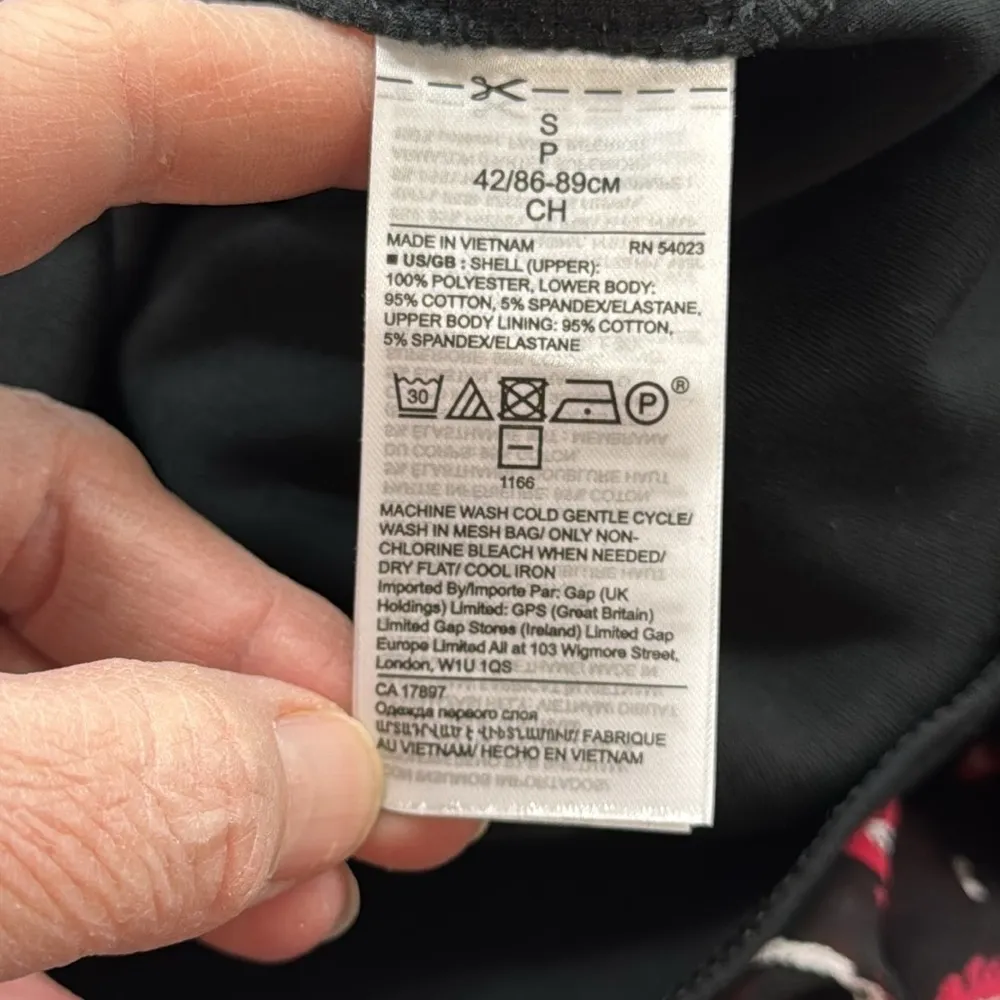 S
P
42/86-89CM
CH
MADE IN VIETNAM RN 54023
■ US/GB : SHELL (UPPER):
100% POLYESTER, LOWER BODY:
95% COTTON, 5% SPANDEX/ELASTANE,
UPPER BODY LINING: 95% COTTON,
5% SPANDEX/ELASTANE
30 P ®
1166
MACHINE WASH COLD GENTLE CYCLE/
WASH IN MESH BAG/ ONLY NON-
CHLORINE BLEACH WHEN NEEDED/
DRY FLAT/ COOL IRON
Imported By/Importe Par: Gap (UK
Holdings) Limited: GPS (Great Britain)
Limited Gap Stores (Ireland) Limited Gap
Europe Limited All at 103 Wigmore Street,
London, W1U 1QS
CA 17897
Одежда первого слоя
ԱՐՏԱԴՐՎԱԾ Է ՎԻԵՏՆԱՄՈՒՄ/ FABRIQUE
AU VIETNAM/ HECHO EN VIETNAM